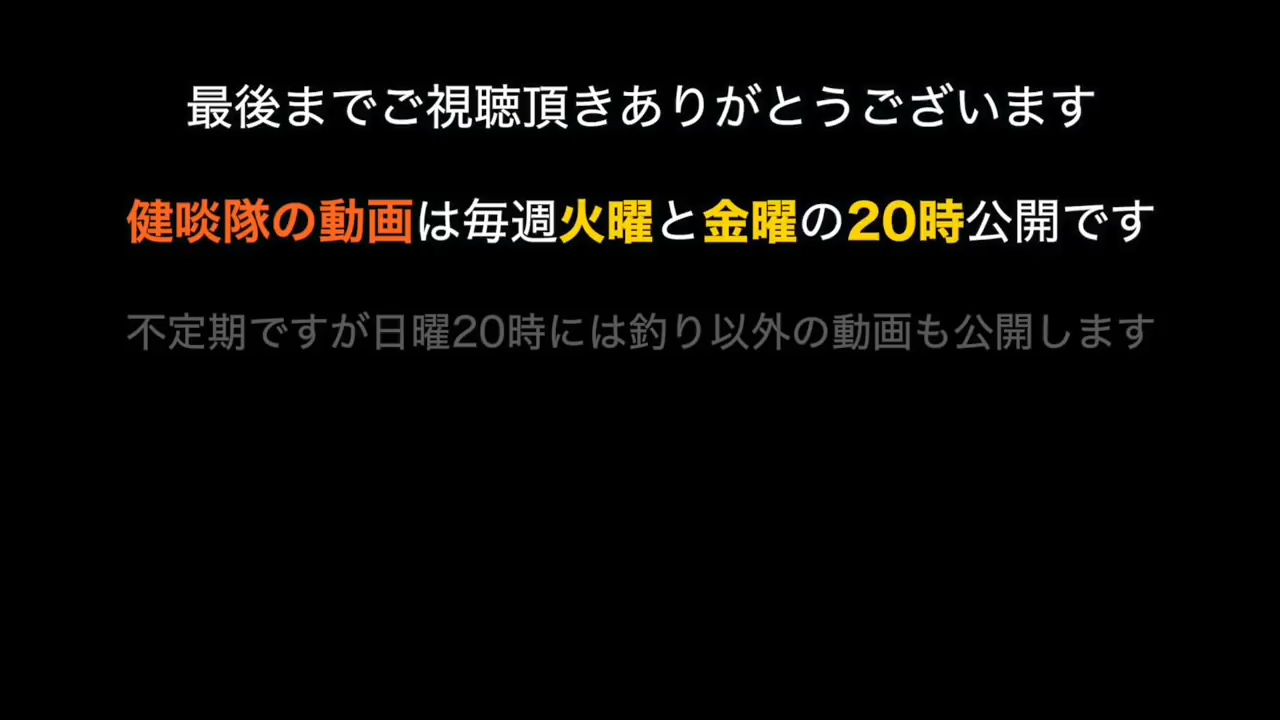 最後までご視聴頂きありがとうございます
健啖隊の動画は毎週火曜と金曜の20時公開です
不定期ですが日曜20時には釣り以外の動画も公開します